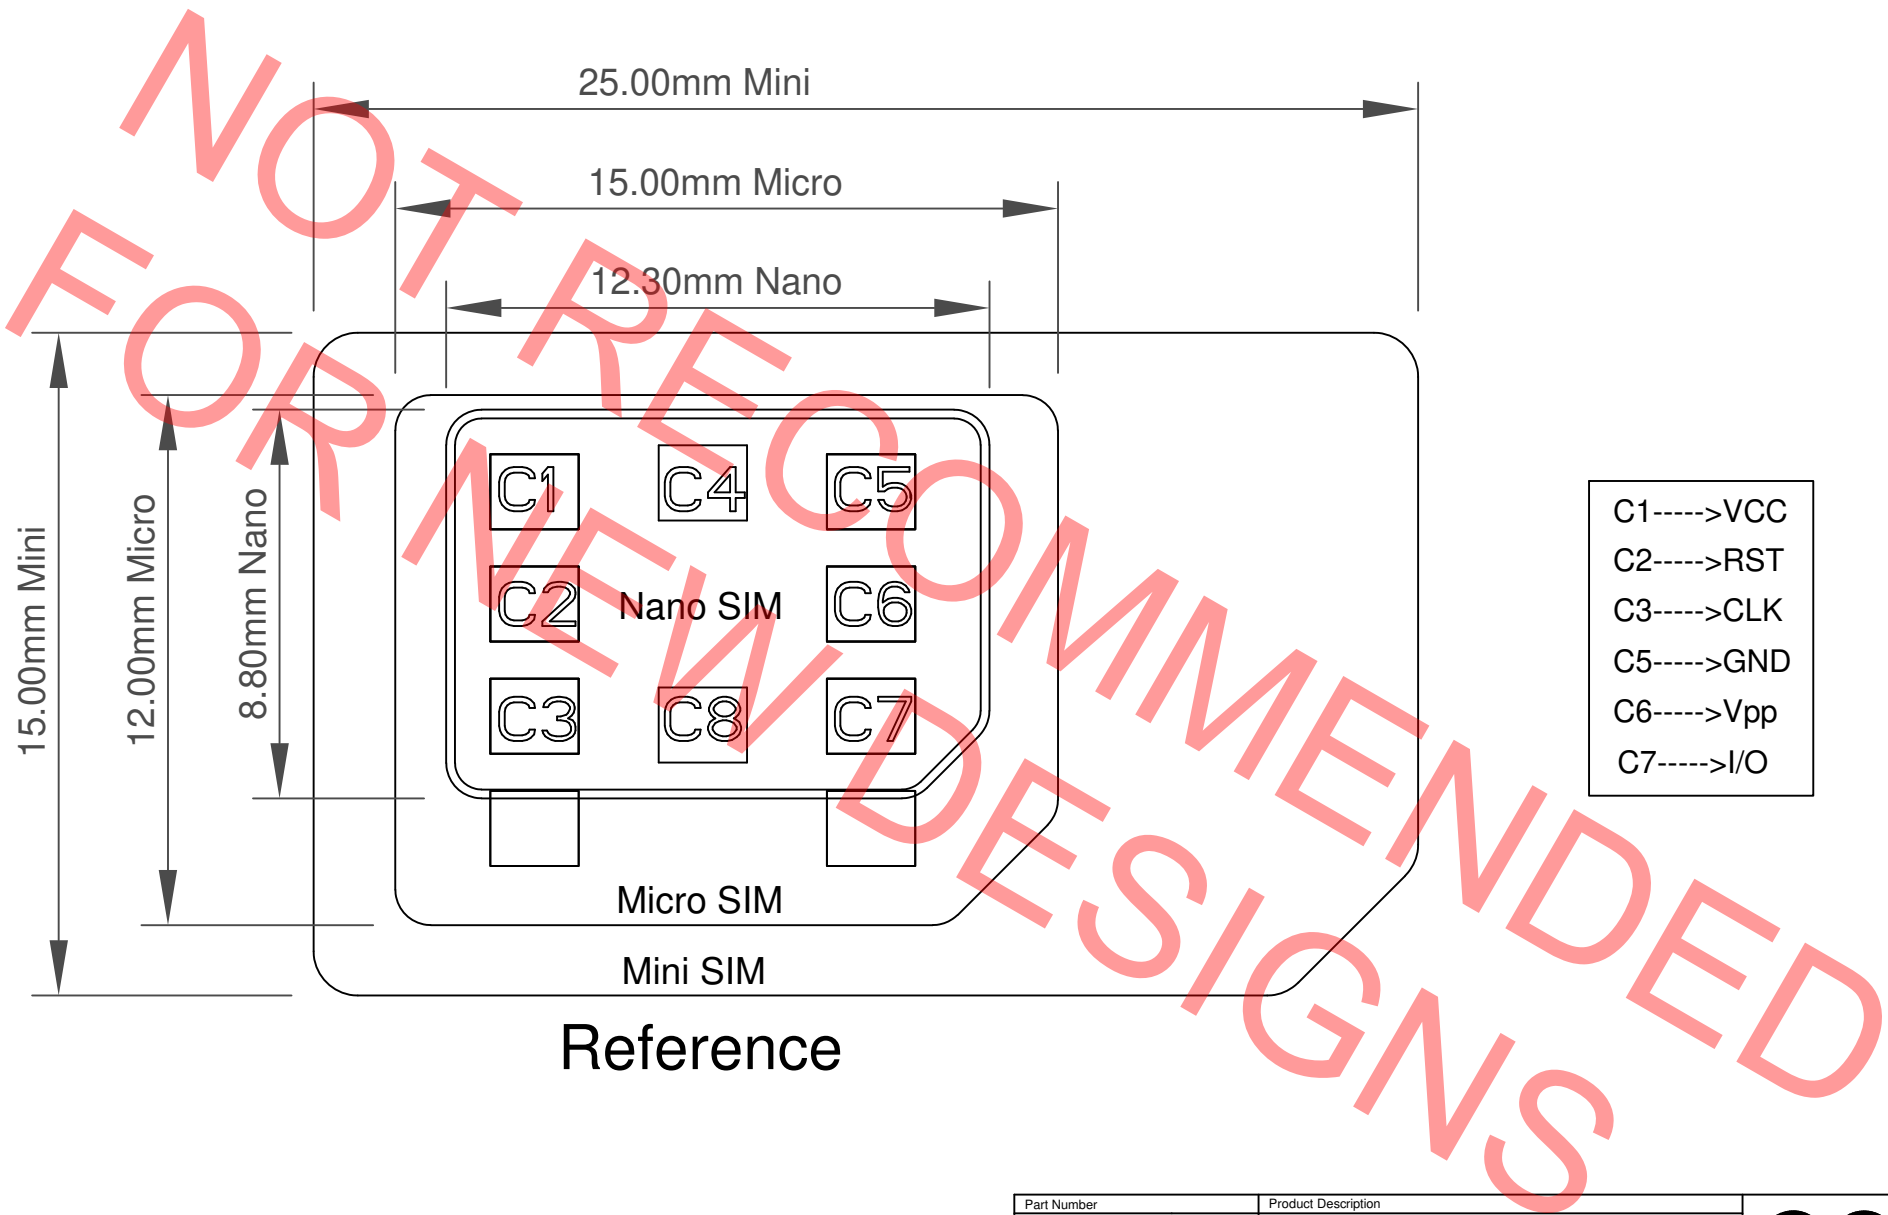 25.00mm Mini
15.00mm Micro
12.30mm Nano
15.00mm Mini
12.00mm Micro
8.80mm Nano
C1
C4
C5
C2
Nano SIM
C6
C3
C8
C7
Micro SIM
Mini SIM
Reference
C1----->VCC
C2----->RST
C3----->CLK
C5----->GND
C6----->Vpp
C7----->I/O
NOT RECOMMENDED
FOR NEW DESIGNS
Part Number
Product Description